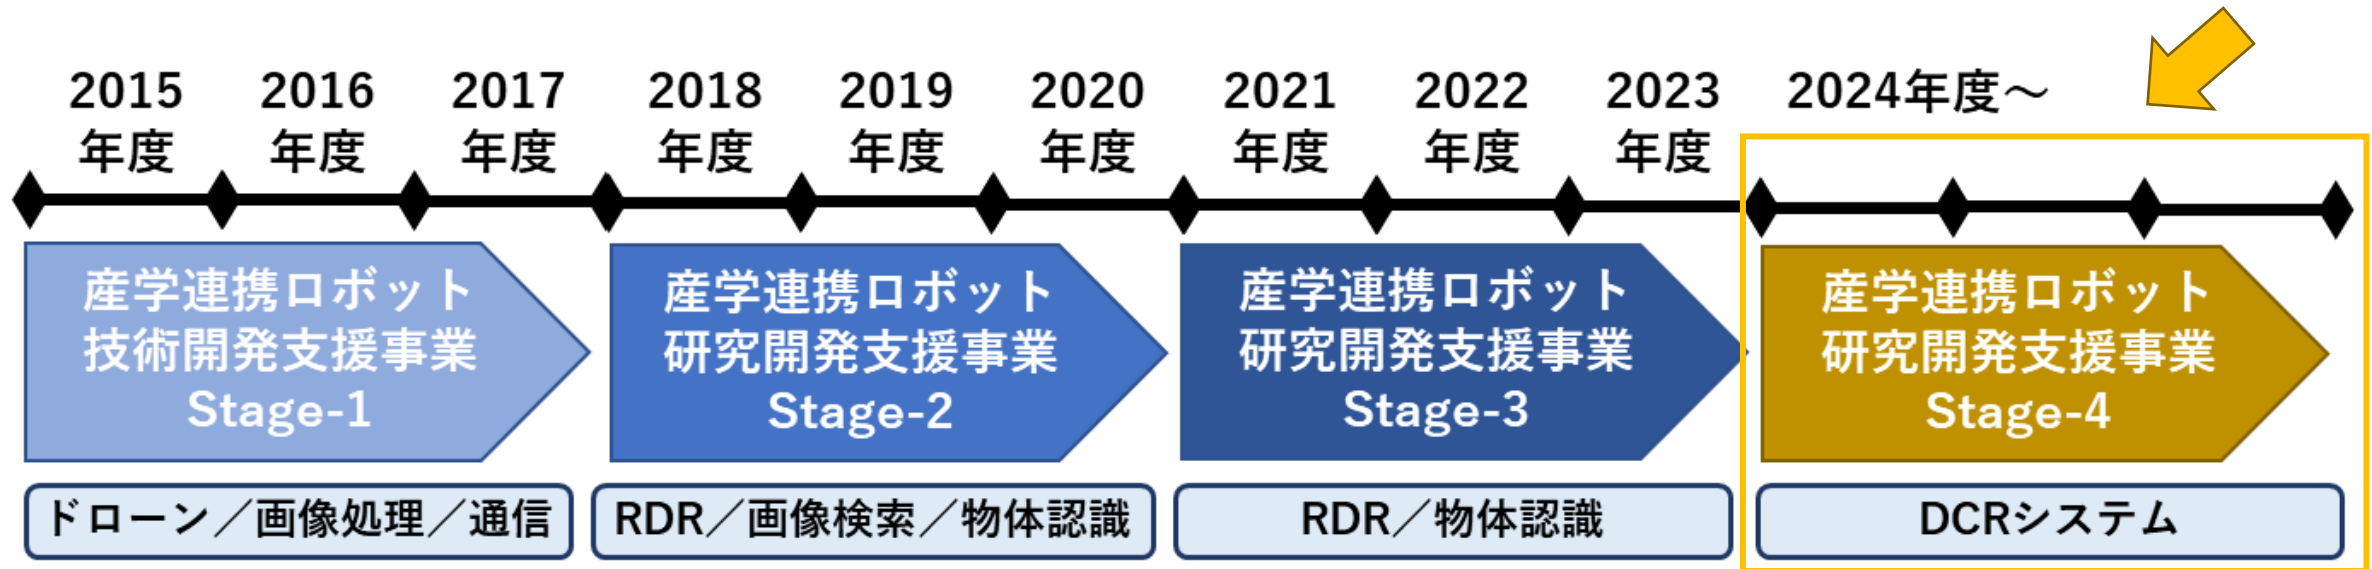 2015
年度
2016
年度
2017
年度
2018
年度
2019
年度
2020
年度
2021
年度
2022
年度
2023
年度
2024年度～
産学連携ロボット
技術開発支援事業
Stage-1
産学連携ロボット
研究開発支援事業
Stage-2
産学連携ロボット
研究開発支援事業
Stage-3
産学連携ロボット
研究開発支援事業
Stage-4
ドローン／画像処理／通信
RDR／画像検索／物体認識
RDR／物体認識
DCRシステム